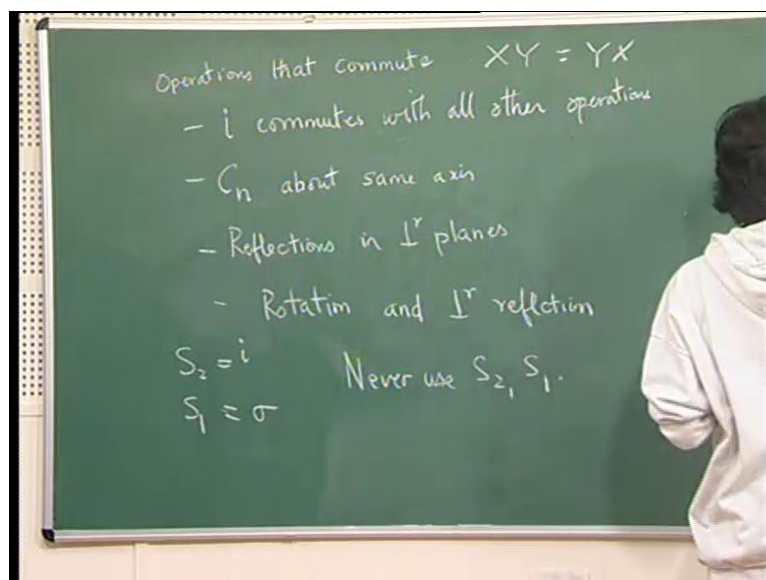 Operations that commute XY = YX
- i commutes with all other operations
- Cₙ about same axis
- Reflections in ⊥ʳ planes
- Rotation and ⊥ʳ reflection
S₂ = i
Never use S₂, S₁.
S₁ = σ